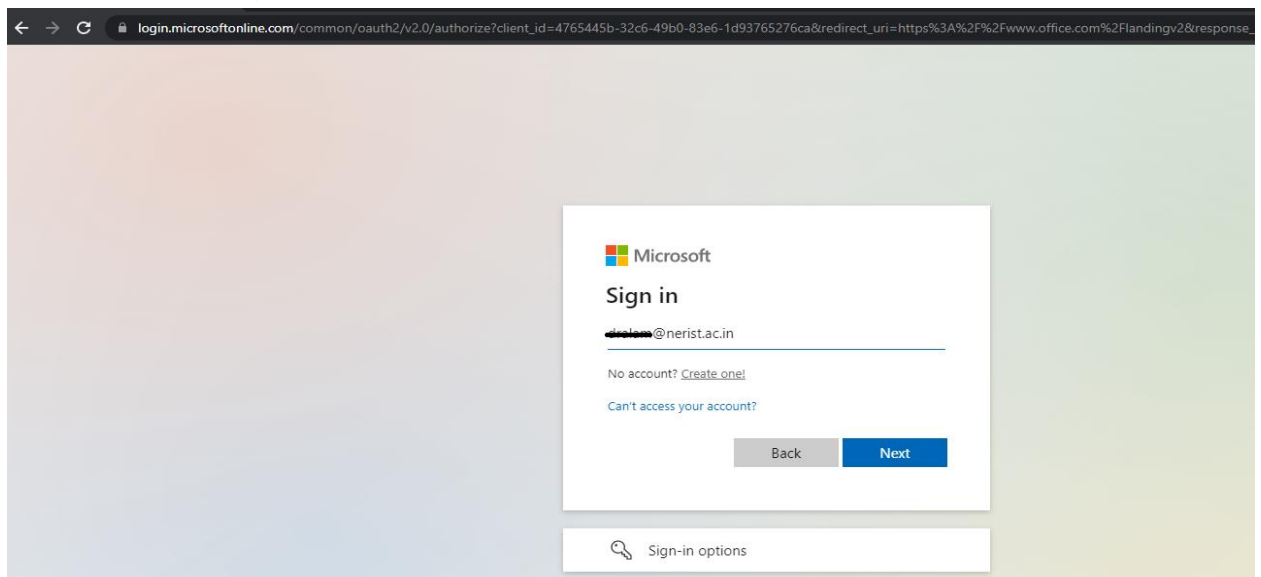 login.microsoftonline.com/common/oauth2/v2.0/authorize?client_id=4765445b-32c6-49b0-83e6-1d93765276ca&redirect_uri=https%3A%2F%2Fwww.office.com%2Flandingv2&response_
Microsoft
Sign in
@nerist.ac.in
No account? Create one!
Can't access your account?
Back Next
Sign-in options